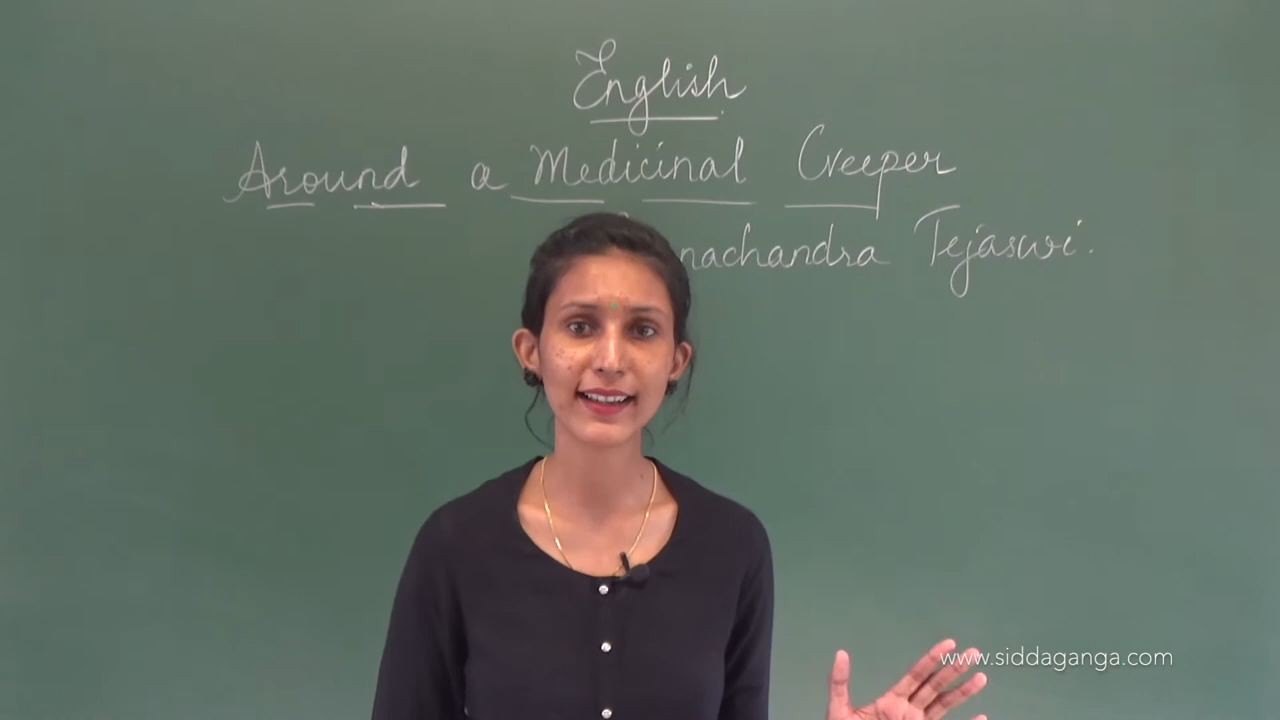 English
Around a Medicinal Creeper
nachandra Tejaswi.
www.siddaganga.com